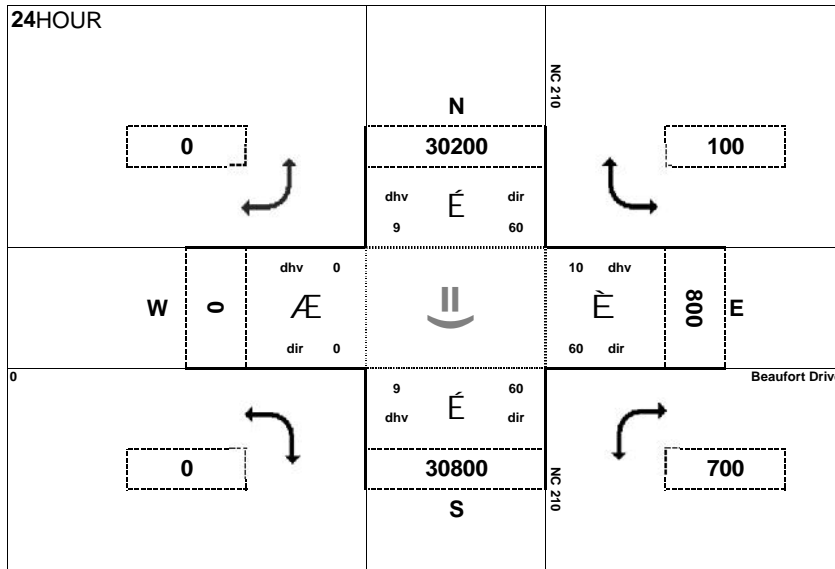 24HOUR
NC 210
N
0
30200
100
dhv É dir
9 60
dhv 0
10 dhv
W 0 Æ È 800 E
dir 0
60 dir
0
Beaufort Drive
9 60
dhv É dir
0
30800
700
NC 210
S